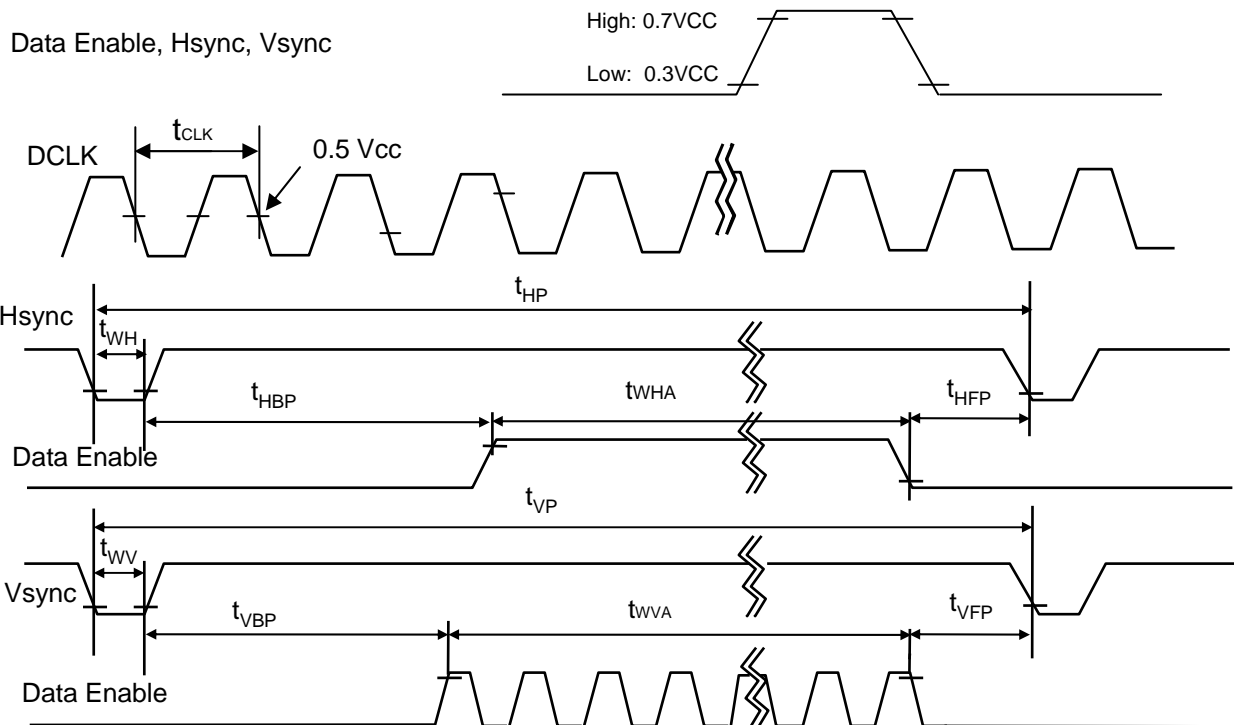 High: 0.7VCC
Data Enable, Hsync, Vsync
Low: 0.3VCC
tCLK
DCLK
0.5 Vcc
tHP
Hsync
tWH
tHBP
tWHA
tHFP
Data Enable
tVP
tWV
Vsync
tVBP
tWVA
tVFP
Data Enable